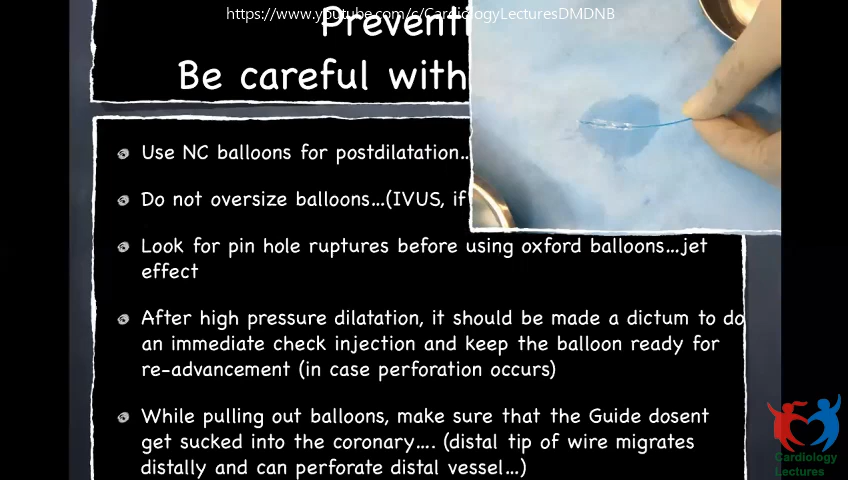 https://www.youtube.com/c/CardiologyLecturesDMDNB
Be careful with
Use NC balloons for postdilatation..
Do not oversize balloons...(IVUS, if
Look for pin hole ruptures before using oxford balloons...jet
effect
After high pressure dilatation, it should be made a dictum to do
an immediate check injection and keep the balloon ready for
re-advancement (in case perforation occurs)
While pulling out balloons, make sure that the Guide dosent
get sucked into the coronary.... (distal tip of wire migrates
distally and can perforate distal vessel...)
Cardiology
Lectures